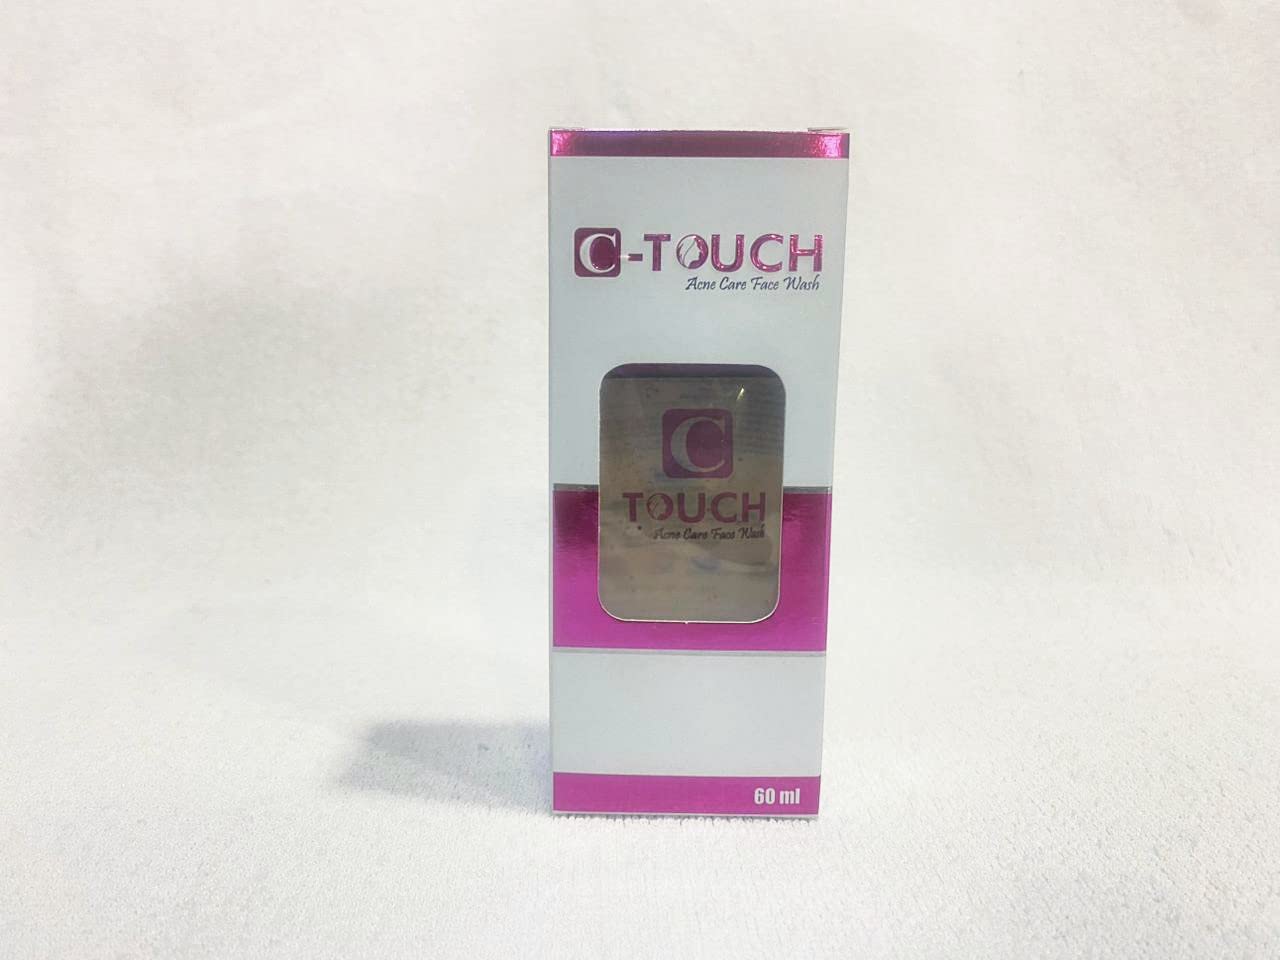 C-TOUCH
Acne Care Face Wash
C
TOUCH
Acne Care Face Wash
60 ml